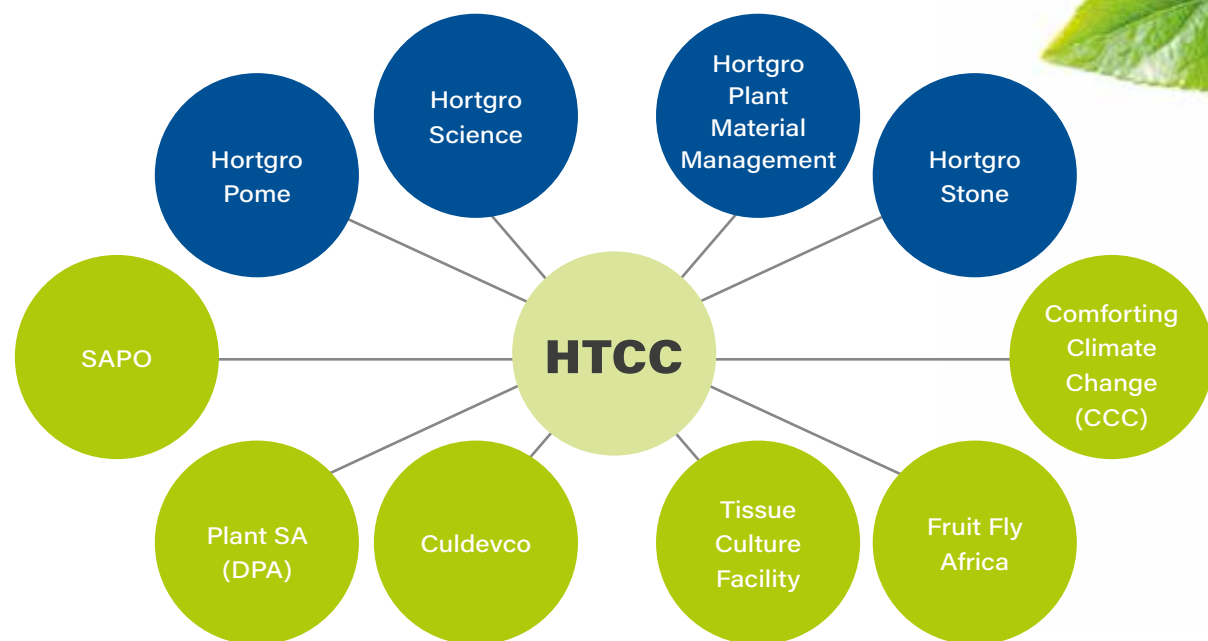 Hortgro
Pome
Hortgro
Science
Hortgro
Plant
Material
Management
Hortgro
Stone
SAPO
HTCC
Comforting
Climate
Change
(CCC)
Plant SA
(DPA)
Culdevco
Tissue
Culture
Facility
Fruit Fly
Africa